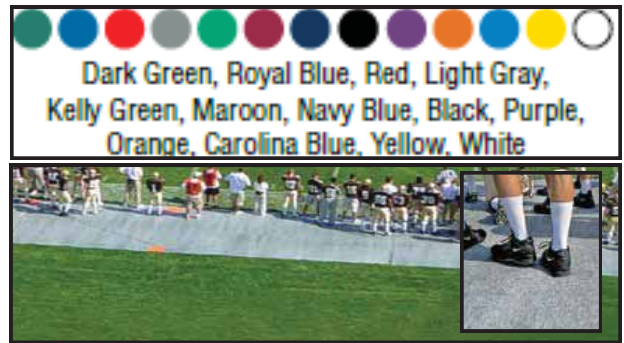 Dark Green, Royal Blue, Red, Light Gray,
Kelly Green, Maroon, Navy Blue, Black, Purple,
Orange, Carolina Blue, Yellow, White